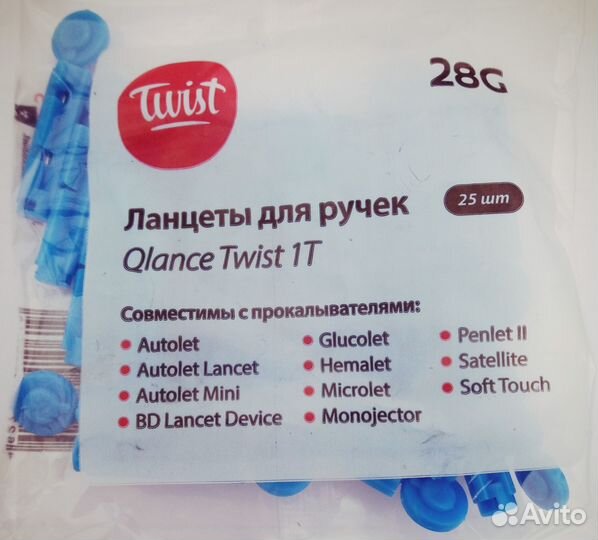 Twist
28G
Ланцеты для ручек
25 шт
Qlance Twist 1T
Совместимы с прокалывателями:
• Autolet
• Autolet Lancet
• Autolet Mini
• BD Lancet Device
• Glucolet
• Hemalet
• Microlet
• Monojector
• Penlet II
• Satellite
• Soft Touch
Avito